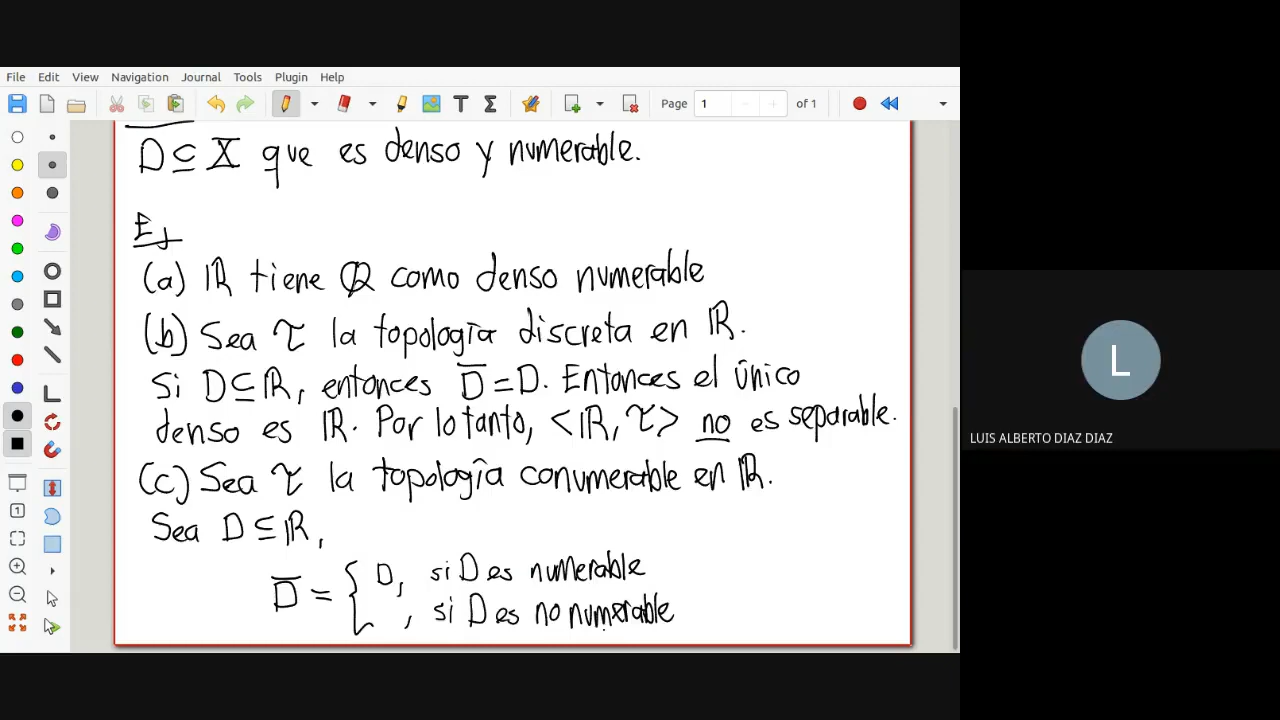 File Edit View Navigation Journal Tools Plugin Help
Page 1 of 1
D ⊆ X que es denso y numerable.
Ej
(a) ℝ tiene ℚ como denso numerable
(b) Sea τ la topología discreta en ℝ.
Si D⊆ℝ, entonces D̅ = D. Entonces el único
denso es ℝ. Por lo tanto, <ℝ, τ> no es separable.
(c) Sea τ la topología conumerable en ℝ.
Sea D ⊆ ℝ,
D̅ = { D, si D es numerable
, si D es no numerable
L
LUIS ALBERTO DIAZ DIAZ